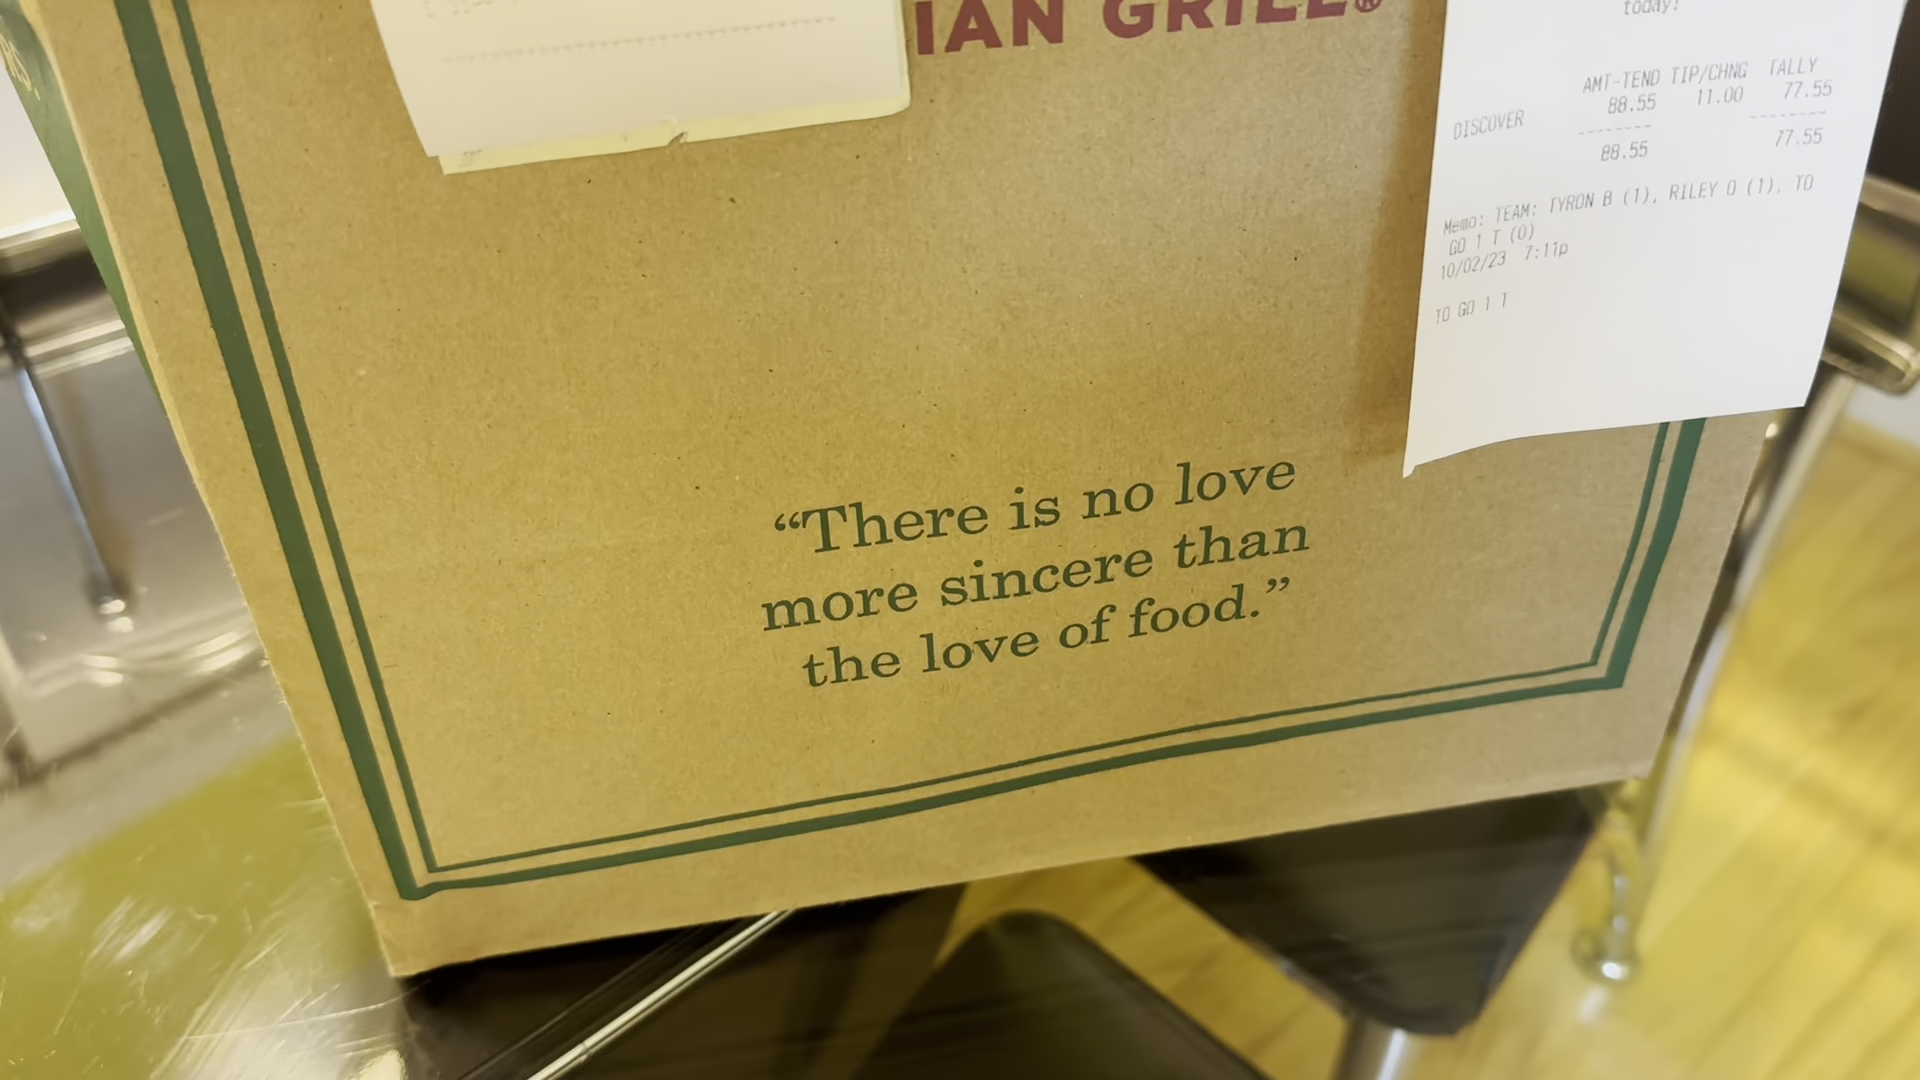 IAN GRILL®
today!
AMT-TEND TIP/CHNG TALLY
DISCOVER 88.55 11.00 77.55
-------- --------
88.55 77.55
Memo: TEAM: TYRON B (1), RILEY O (1), TO
GO 1 T (0)
10/02/23 7:11p
TO GO 1 T
“There is no love
more sincere than
the love of food.”